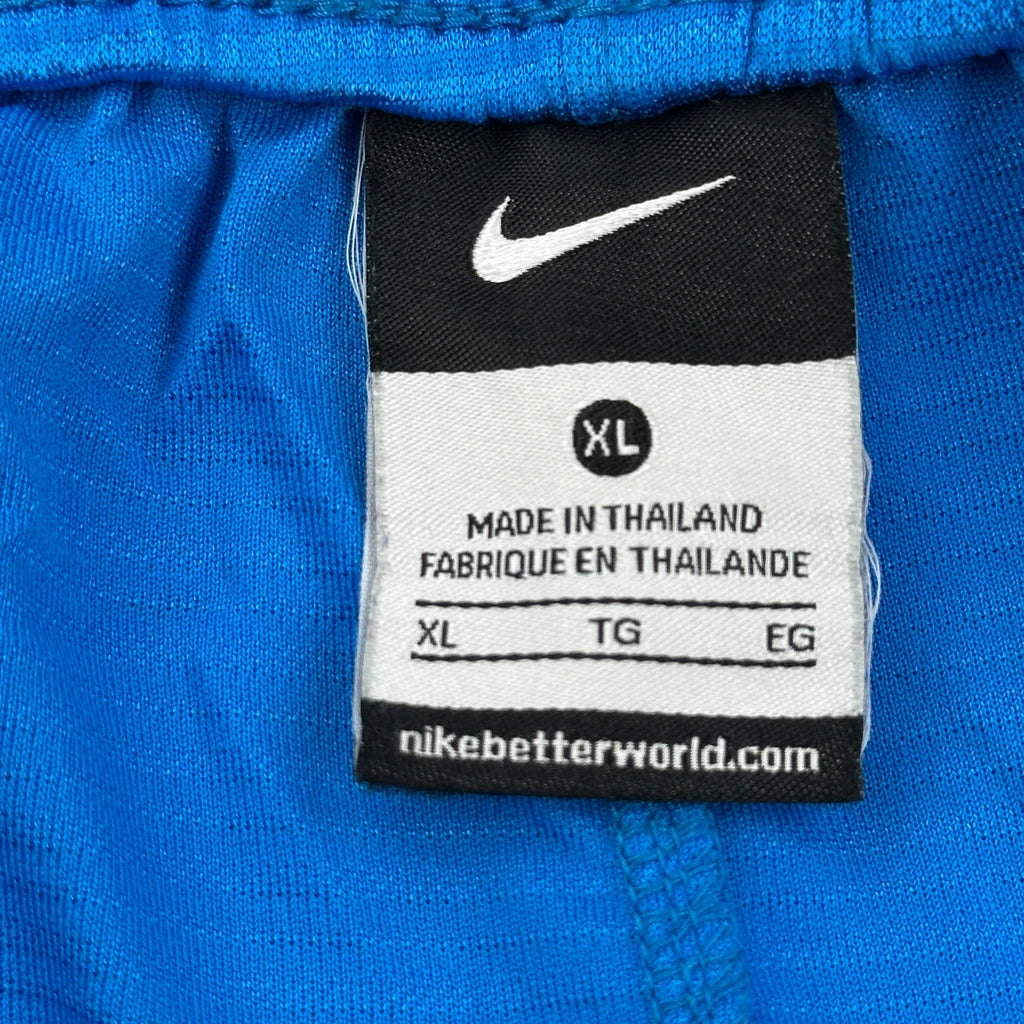 XL
MADE IN THAILAND
FABRIQUE EN THAILANDE
XL TG EG
nikebetterworld.com